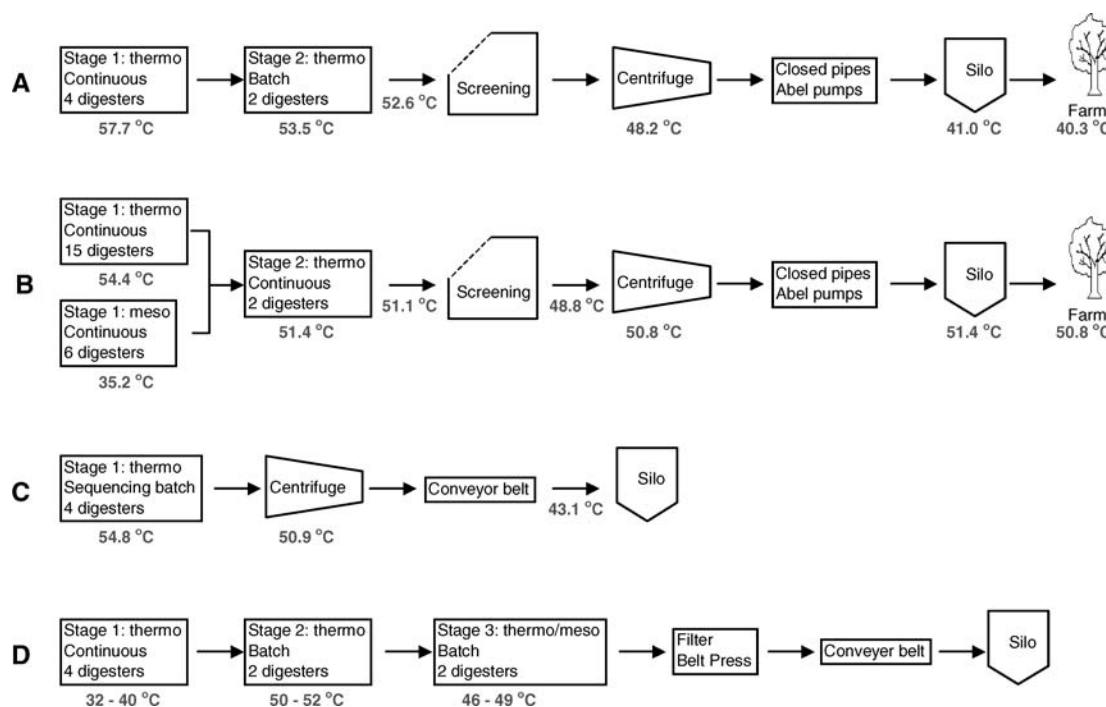 A
Stage 1: thermo
Continuous
4 digesters
57.7 °C
Stage 2: thermo
Batch
2 digesters
53.5 °C
52.6 °C
Screening
Centrifuge
48.2 °C
Closed pipes
Abel pumps
Silo
41.0 °C
Farm
40.3 °C
B
Stage 1: thermo
Continuous
15 digesters
54.4 °C
Stage 1: meso
Continuous
6 digesters
35.2 °C
Stage 2: thermo
Continuous
2 digesters
51.4 °C
51.1 °C
Screening
48.8 °C
Centrifuge
50.8 °C
Closed pipes
Abel pumps
Silo
51.4 °C
Farm
50.8 °C
C
Stage 1: thermo
Sequencing batch
4 digesters
54.8 °C
Centrifuge
50.9 °C
Conveyor belt
43.1 °C
Silo
D
Stage 1: thermo
Continuous
4 digesters
32 - 40 °C
Stage 2: thermo
Batch
2 digesters
50 - 52 °C
Stage 3: thermo/meso
Batch
2 digesters
46 - 49 °C
Filter
Belt Press
Conveyer belt
Silo